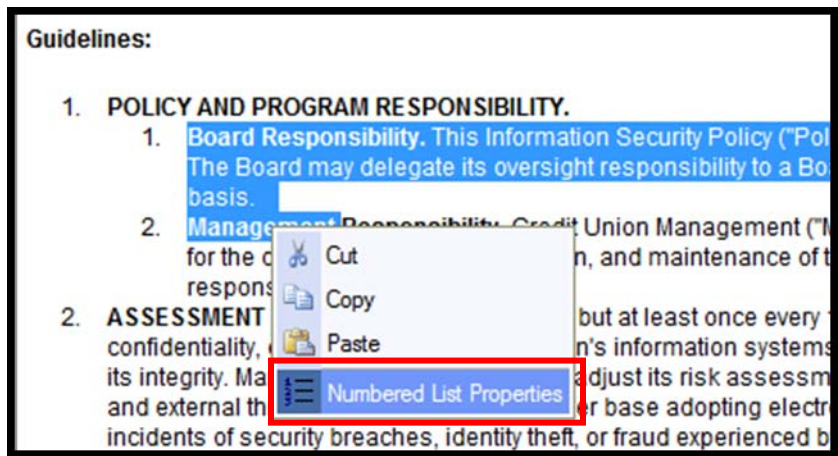 Guidelines:
1. POLICY AND PROGRAM RESPONSIBILITY.
1. Board Responsibility. This Information Security Policy ("Pol
The Board may delegate its oversight responsibility to a Bo
basis.
2. Management Responsibility. Credit Union Management ("M
for the n, and maintenance of t
respons
2. ASSESSMENT but at least once every
confidentiality, n's information systems
its integrity. Ma adjust its risk assessm
and external th er base adopting electr
incidents of security breaches, identity theft, or fraud experienced b
Cut
Copy
Paste
Numbered List Properties